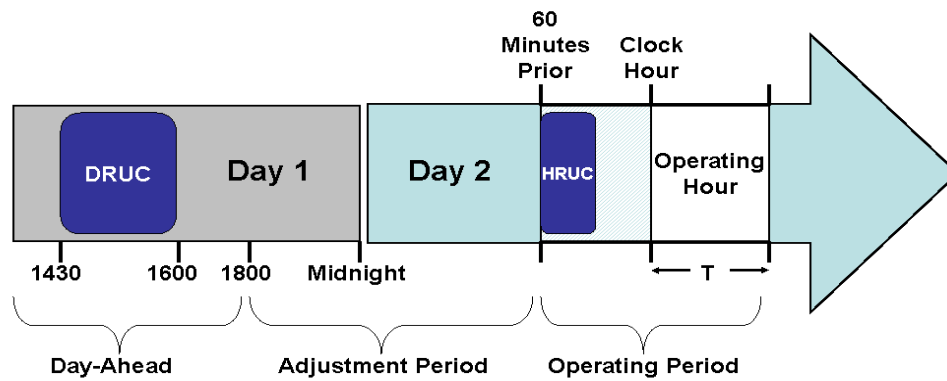 60
Minutes
Prior
Clock
Hour
DRUC
Day 1
Day 2
HRUC
Operating
Hour
1430
1600
1800
Midnight
T
Day-Ahead
Adjustment Period
Operating Period